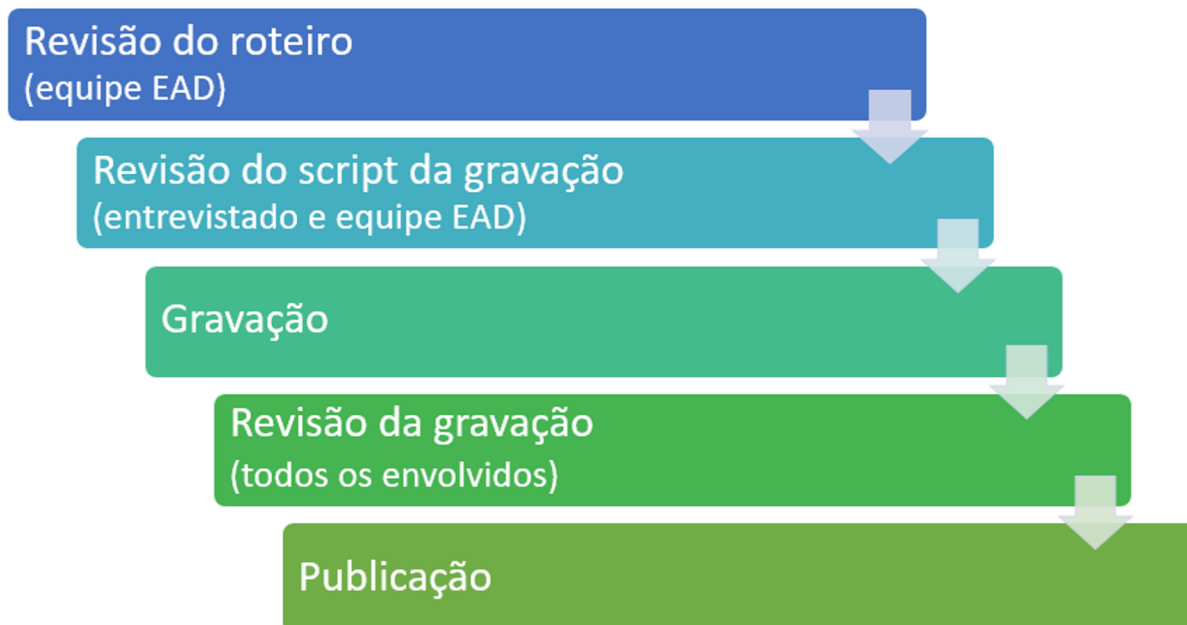 Revisão do roteiro
(equipe EAD)
Revisão do script da gravação
(entrevistado e equipe EAD)
Gravação
Revisão da gravação
(todos os envolvidos)
Publicação